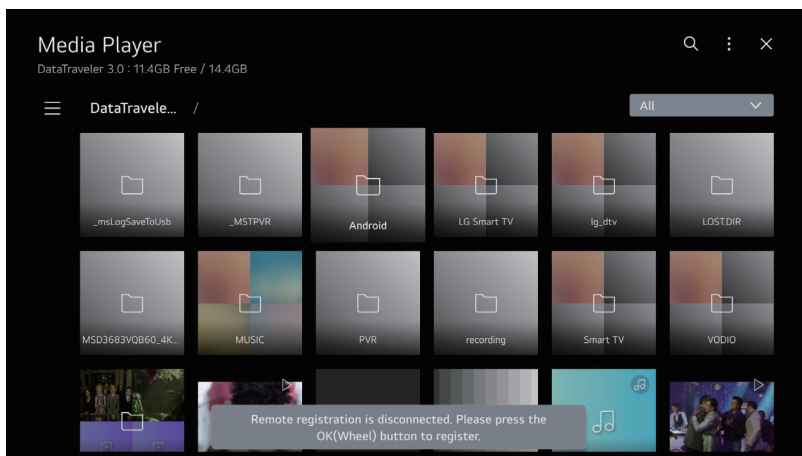 Media Player
DataTraveler 3.0 : 11.4GB Free / 14.4GB
DataTravele... /
All
_msLogSaveToUsb
_MSTPVR
Android
LG Smart TV
lg_dtv
LOST.DIR
MSD3683VQB60_4K...
MUSIC
PVR
recording
Smart TV
VODIO
Remote registration is disconnected. Please press the
OK(Wheel) button to register.